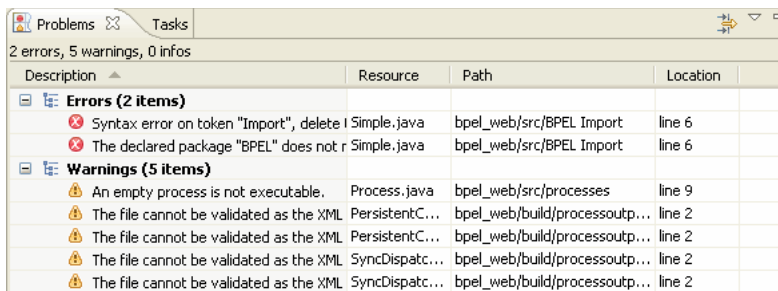 Problems Tasks
2 errors, 5 warnings, 0 infos
Description Resource Path Location
Errors (2 items)
Syntax error on token "Import", delete Simple.java bpel_web/src/BPEL Import line 6
The declared package "BPEL" does not Simple.java bpel_web/src/BPEL Import line 6
Warnings (5 items)
An empty process is not executable. Process.java bpel_web/src/processes line 9
The file cannot be validated as the XML PersistentC... bpel_web/build/processoutp... line 2
The file cannot be validated as the XML PersistentC... bpel_web/build/processoutp... line 2
The file cannot be validated as the XML SyncDispatc... bpel_web/build/processoutp... line 2
The file cannot be validated as the XML SyncDispatc... bpel_web/build/processoutp... line 2